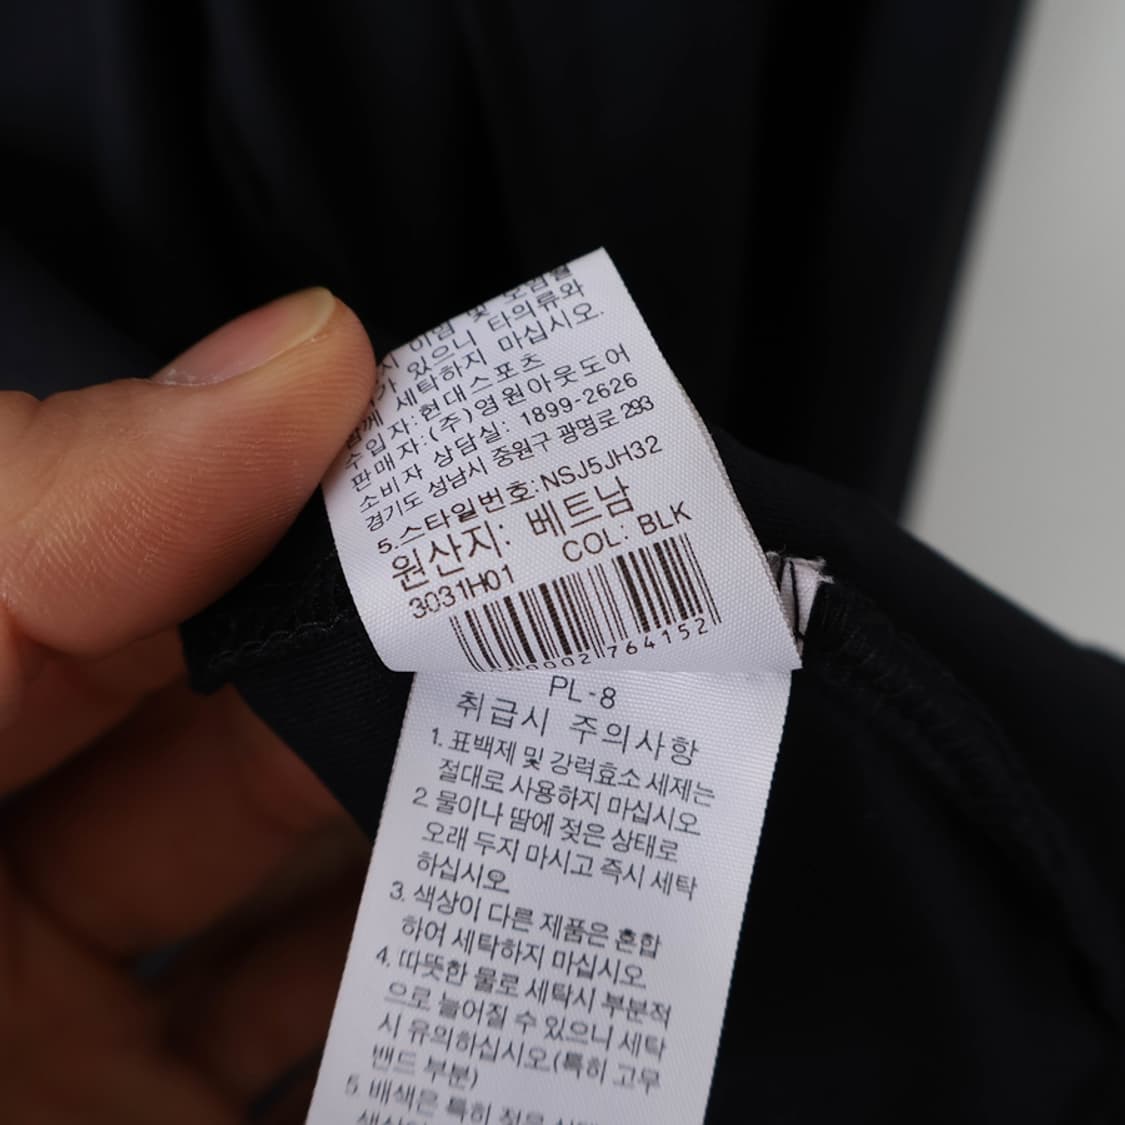 이염 및
가 있으니 타의류와
함께 세탁하지 마십시오.
수입자:현대스포츠
판매자:(주)영원아웃도어
소비자 상담실: 1899-2626
경기도 성남시 중원구 광명로 293
5.스타일번호:NSJ5JH32
원산지: 베트남
3031H01 COL: BLK
0002764152
PL-8
취급시 주의사항
1. 표백제 및 강력효소 세제는
절대로 사용하지 마십시오
2 물이나 땀에 젖은 상태로
오래 두지 마시고 즉시 세탁
하십시오
3. 색상이 다른 제품은 혼합
하여 세탁하지 마십시오
4. 따뜻한 물로 세탁시 부분적
으로 늘어질 수 있으니 세탁
시 유의하십시오(특히 고무
밴드 부분)
5 배색은 특히 젖은